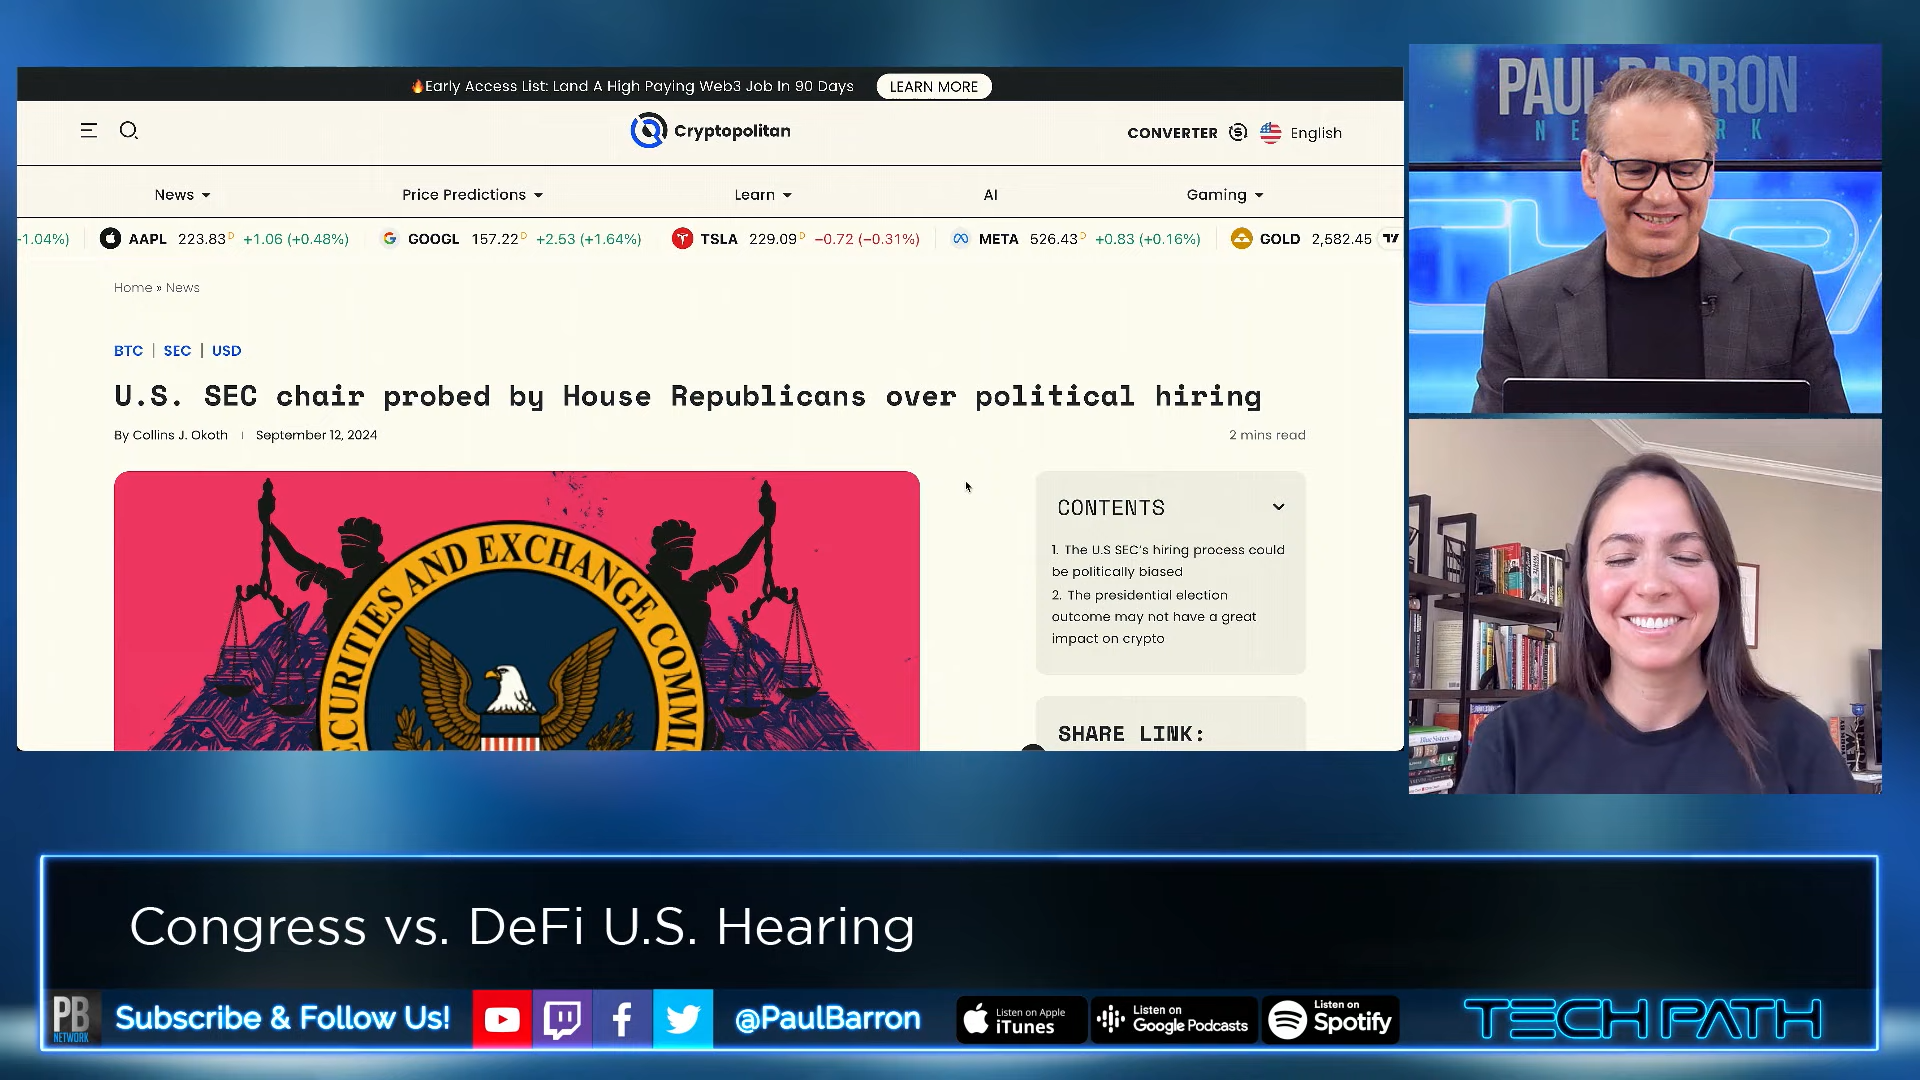 🔥Early Access List: Land A High Paying Web3 Job In 90 Days
LEARN MORE
Cryptopolitan
CONVERTER
English
News
Price Predictions
Learn
AI
Gaming
-1.04%)
AAPL 223.83 D +1.06 (+0.48%)
GOOGL 157.22 D +2.53 (+1.64%)
TSLA 229.09 D −0.72 (−0.31%)
META 526.43 D +0.83 (+0.16%)
GOLD 2,582.45
Home » News
BTC | SEC | USD
U.S. SEC chair probed by House Republicans over political hiring
By Collins J. Okoth | September 12, 2024
2 mins read
CURITIES AND EXCHANGE COMMI
CONTENTS
1. The U.S SEC's hiring process could
be politically biased
2. The presidential election
outcome may not have a great
impact on crypto
SHARE LINK:
PAUL BARRON
Congress vs. DeFi U.S. Hearing
PB
NETWORK
Subscribe & Follow Us!
@PaulBarron
Listen on Apple
iTunes
Listen on
Google Podcasts
Listen on
Spotify
TECH PATH